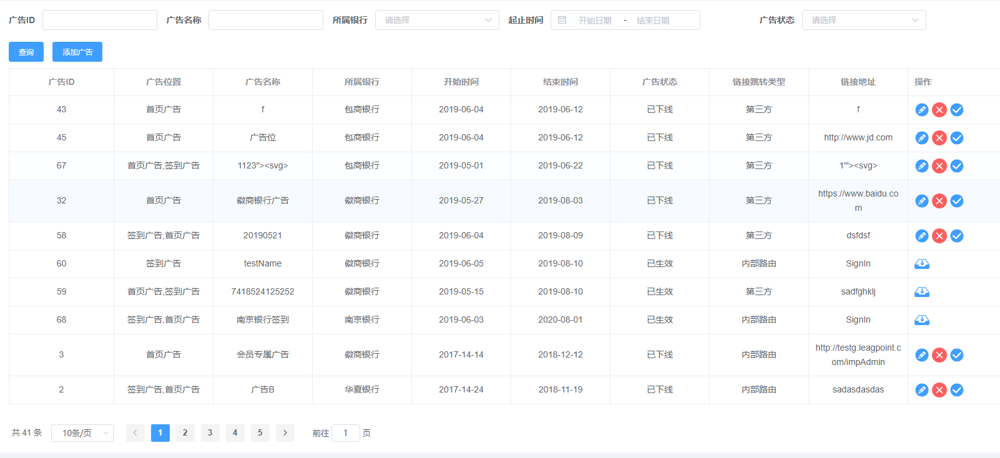 广告ID 广告名称 所属银行 请选择 起止时间 开始日期 - 结束日期 广告状态 请选择
查询 添加广告
广告ID 广告位置 广告名称 所属银行 开始时间 结束时间 广告状态 链接跳转类型 链接地址 操作
43 首页广告 f 包商银行 2019-06-04 2019-06-12 已下线 第三方 f
45 首页广告 广告位 包商银行 2019-06-04 2019-06-12 已下线 第三方 http://www.jd.com
67 首页广告,签到广告 1123"><svg> 包商银行 2019-05-01 2019-06-22 已下线 第三方 1'"><svg>
32 首页广告 徽商银行广告 徽商银行 2019-05-27 2019-08-03 已下线 第三方 https://www.baidu.co
m
58 签到广告,首页广告 20190521 徽商银行 2019-06-04 2019-08-09 已下线 第三方 dsfdsf
60 签到广告 testName 徽商银行 2019-06-05 2019-08-10 已生效 内部路由 SignIn
59 首页广告,签到广告 7418524125252 徽商银行 2019-05-15 2019-08-10 已生效 第三方 sadfghklj
68 签到广告,首页广告 南京银行签到 南京银行 2019-06-03 2020-08-01 已生效 内部路由 SignIn
3 首页广告 会员专属广告 徽商银行 2017-14-14 2018-12-12 已下线 内部路由 http://testg.leagpoint.c
om/impAdmin
2 签到广告,首页广告 广告B 华夏银行 2017-14-24 2018-11-19 已下线 内部路由 sadasdasdas
共 41 条 10条/页 1 2 3 4 5 前往 1 页